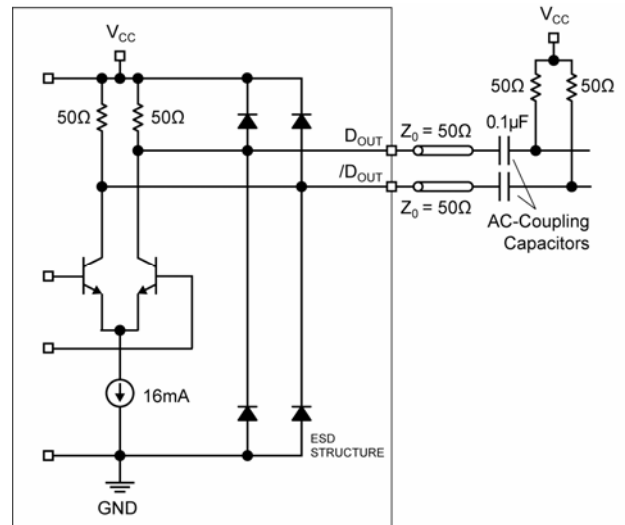 VCC
VCC
50Ω
50Ω
50Ω
50Ω
DOUT
Z0 = 50Ω
0.1µF
/DOUT
Z0 = 50Ω
AC-Coupling
Capacitors
16mA
ESD
STRUCTURE
GND